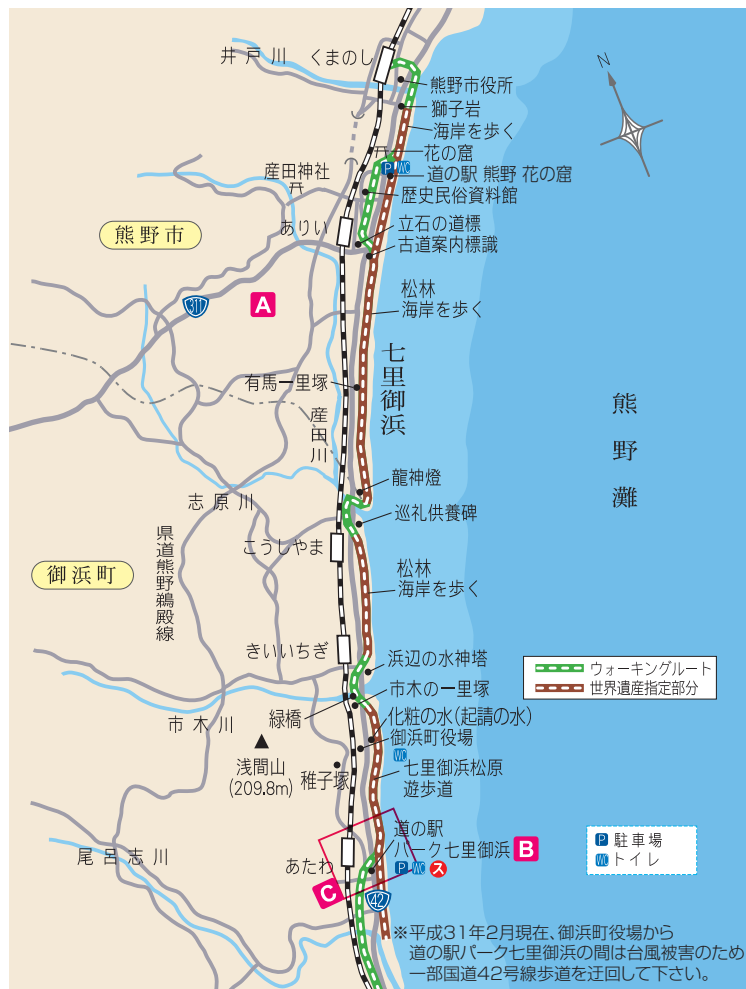 井戸川
くまのし
熊野市役所
獅子岩
海岸を歩く
花の窟
P WC
道の駅 熊野 花の窟
産田神社
歴史民俗資料館
熊野市
ありい
立石の道標
古道案内標識
311
A
松林
海岸を歩く
七里御浜
熊野灘
N
有馬一里塚
産田川
龍神燈
志原川
巡礼供養碑
こうしやま
県道熊野鵜殿線
御浜町
松林
海岸を歩く
きいいちぎ
浜辺の水神塔
ウォーキングルート
世界遺産指定部分
市木の一里塚
市木川
緑橋
化粧の水(起請の水)
御浜町役場
WC
浅間山
(209.8m)
稚子塚
七里御浜松原
遊歩道
尾呂志川
道の駅
パーク七里御浜
B
あたわ
P WC ス
C
42
P 駐車場
WC トイレ
※平成31年2月現在、御浜町役場から
道の駅パーク七里御浜の間は台風被害のため
一部国道42号線歩道を迂回して下さい。